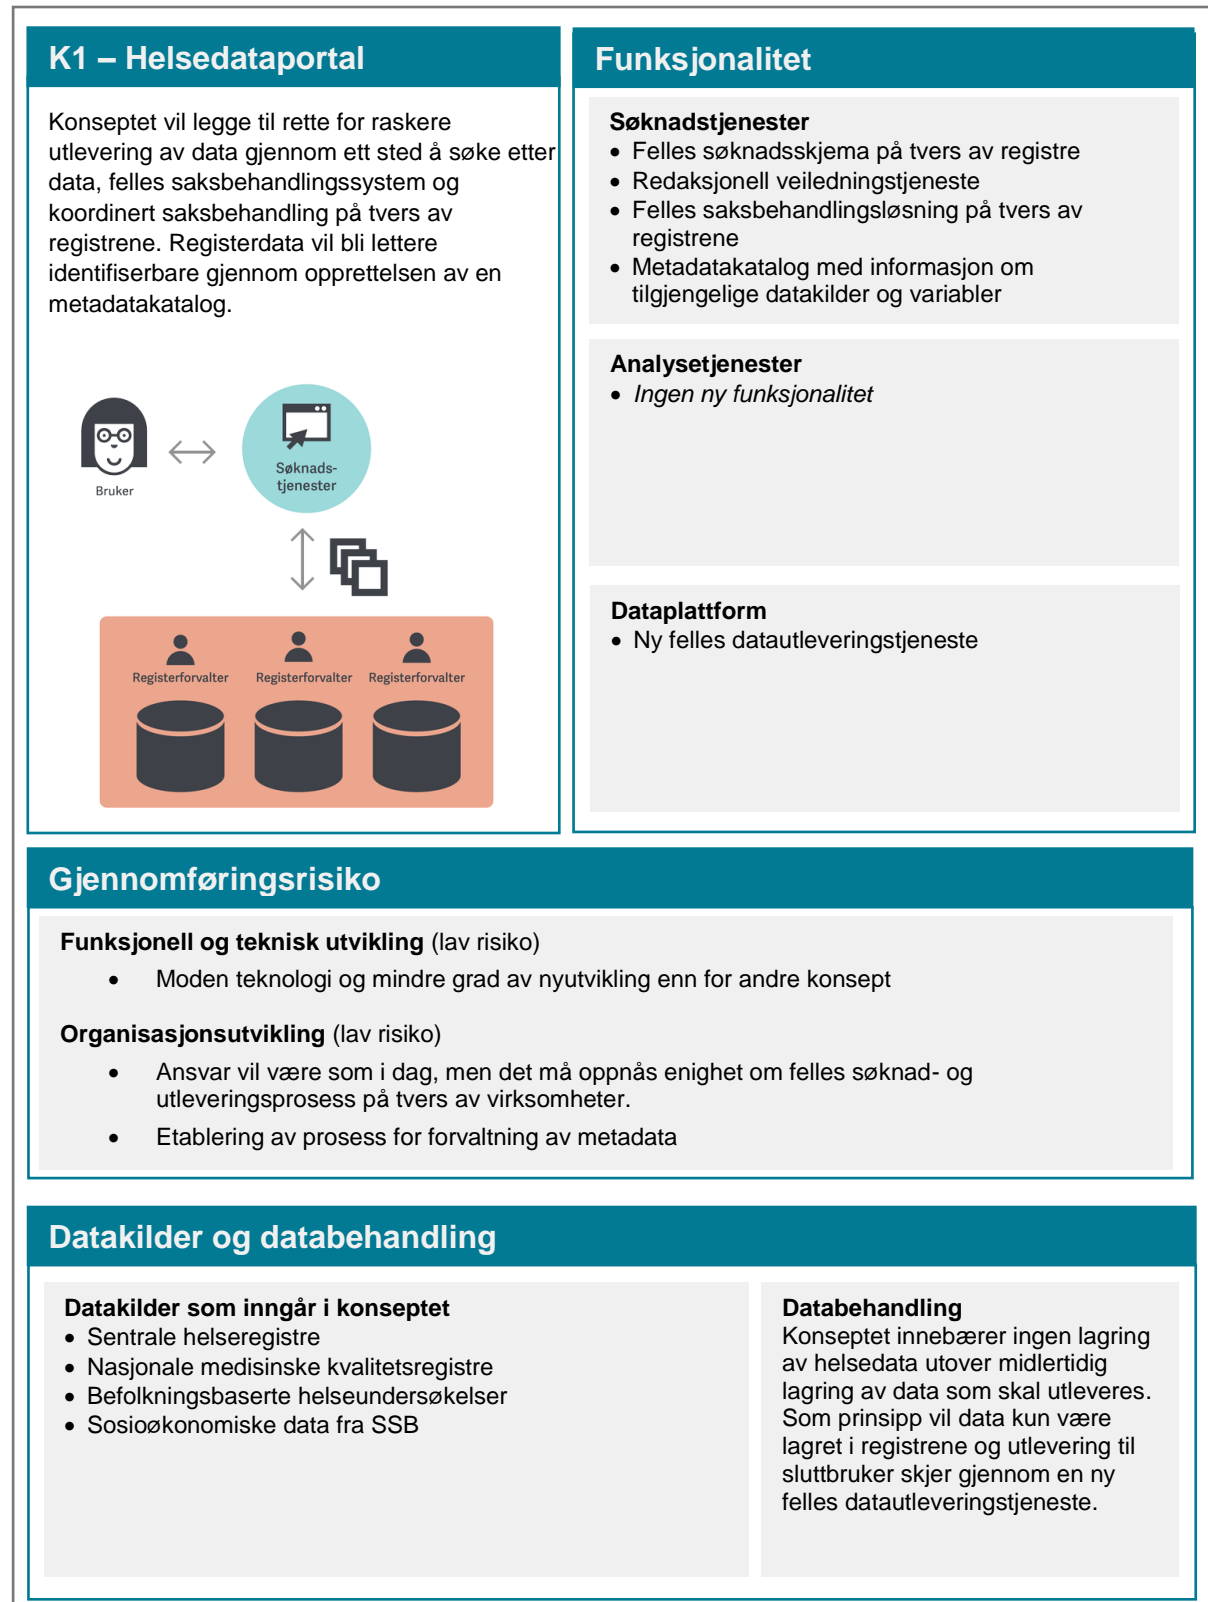 K1 – Helsedataportal
Konseptet vil legge til rette for raskere
utlevering av data gjennom ett sted å søke etter
data, felles saksbehandlingssystem og
koordinert saksbehandling på tvers av
registrene. Registerdata vil bli lettere
identifiserbare gjennom opprettelsen av en
metadatakatalog.
Bruker
Søknads-
tjenester
Registerforvalter Registerforvalter Registerforvalter
Funksjonalitet
Søknadstjenester
• Felles søknadsskjema på tvers av registre
• Redaksjonell veiledningstjeneste
• Felles saksbehandlingsløsning på tvers av
registrene
• Metadatakatalog med informasjon om
tilgjengelige datakilder og variabler
Analysetjenester
• Ingen ny funksjonalitet
Dataplattform
• Ny felles datautleveringstjeneste
Gjennomføringsrisiko
Funksjonell og teknisk utvikling (lav risiko)
• Moden teknologi og mindre grad av nyutvikling enn for andre konsept
Organisasjonsutvikling (lav risiko)
• Ansvar vil være som i dag, men det må oppnås enighet om felles søknad- og
utleveringsprosess på tvers av virksomheter.
• Etablering av prosess for forvaltning av metadata
Datakilder og databehandling
Datakilder som inngår i konseptet
• Sentrale helseregistre
• Nasjonale medisinske kvalitetsregistre
• Befolkningsbaserte helseundersøkelser
• Sosioøkonomiske data fra SSB
Databehandling
Konseptet innebærer ingen lagring
av helsedata utover midlertidig
lagring av data som skal utleveres.
Som prinsipp vil data kun være
lagret i registrene og utlevering til
sluttbruker skjer gjennom en ny
felles datautleveringstjeneste.